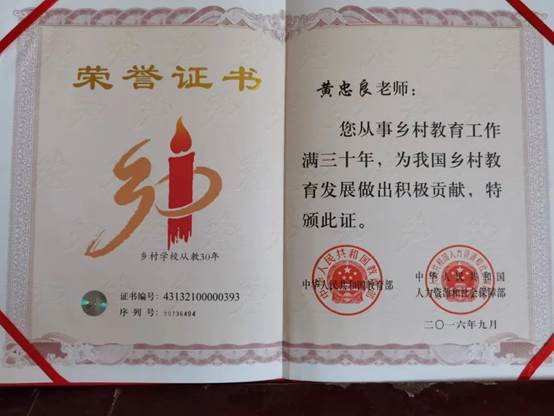 荣誉证书
乡村学校从教30年
证书编号：43132100000393
序列号：
黄忠良老师：
您从事乡村教育工作
满三十年，为我国乡村教
育发展做出积极贡献，特
颁此证。
中华人民共和国教育部
中华人民共和国
人力资源和社会保障部
二〇一六年九月